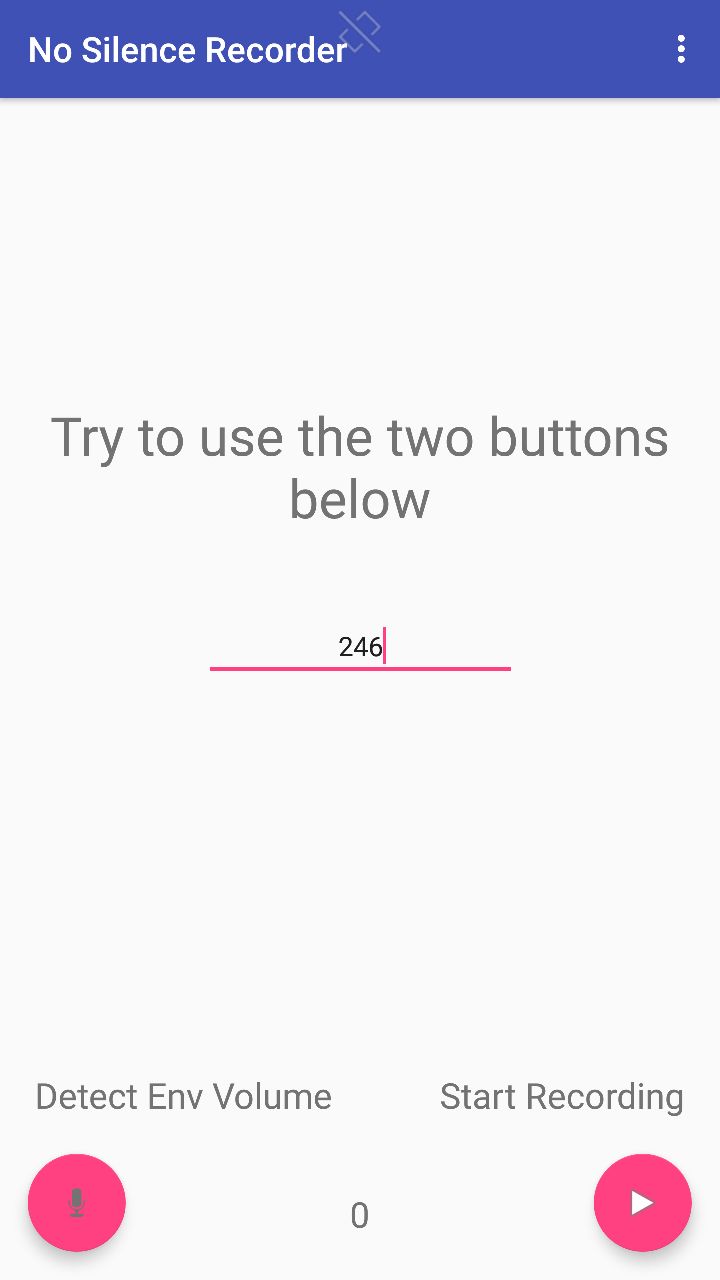 No Silence Recorder
Try to use the two buttons
below
246
Detect Env Volume
Start Recording
0